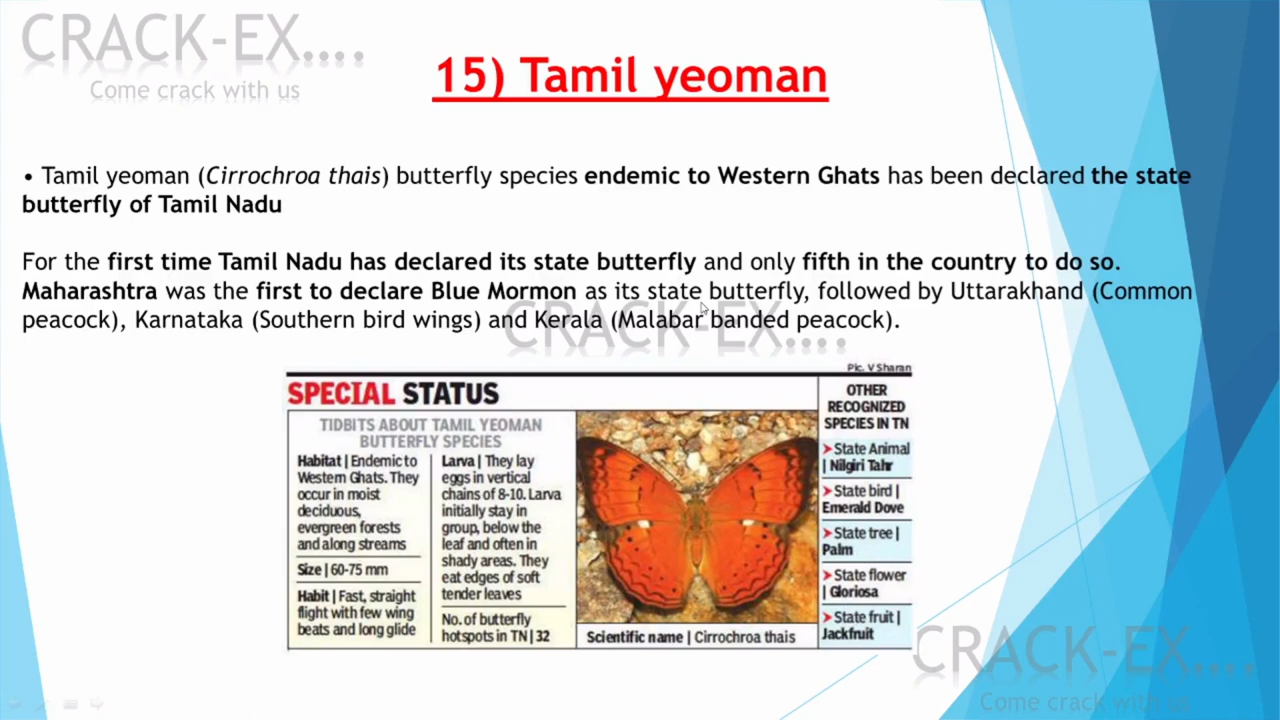 CRACK-EX....
Come crack with us
15) Tamil yeoman
• Tamil yeoman (Cirrochroa thais) butterfly species endemic to Western Ghats has been declared the state
butterfly of Tamil Nadu
For the first time Tamil Nadu has declared its state butterfly and only fifth in the country to do so.
Maharashtra was the first to declare Blue Mormon as its state butterfly, followed by Uttarakhand (Common
peacock), Karnataka (Southern bird wings) and Kerala (Malabar banded peacock).
CRACK-EX....
Pic. V Sharan
SPECIAL STATUS
TIDBITS ABOUT TAMIL YEOMAN
BUTTERFLY SPECIES
Habitat | Endemic to
Western Ghats. They
occur in moist
deciduous,
evergreen forests
and along streams
Size | 60-75 mm
Habit | Fast, straight
flight with few wing
beats and long glide
Larva | They lay
eggs in vertical
chains of 8-10. Larva
initially stay in
group, below the
leaf and often in
shady areas. They
eat edges of soft
tender leaves
No. of butterfly
hotspots in TN | 32
Scientific name | Cirrochroa thais
OTHER
RECOGNIZED
SPECIES IN TN
State Animal
| Nilgiri Tahr
State bird |
Emerald Dove
State tree |
Palm
State flower
| Gloriosa
State fruit |
Jackfruit
CRACK-EX....
Come crack with us